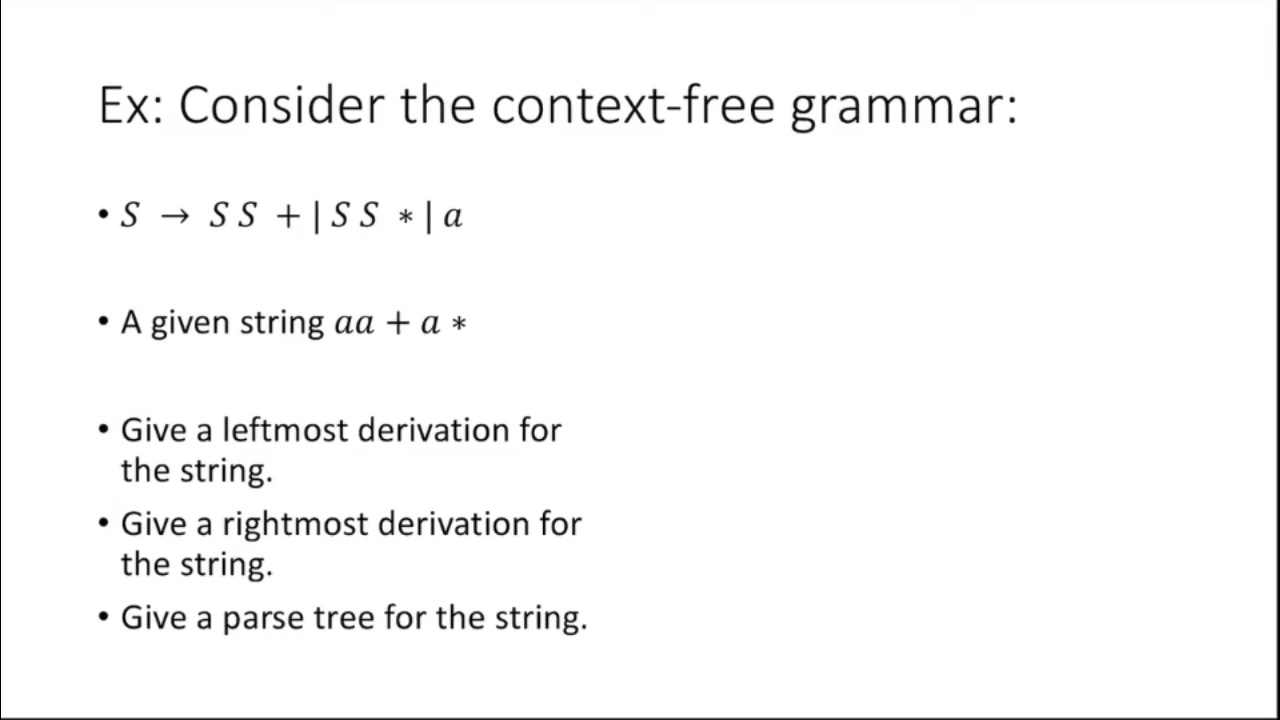 Ex: Consider the context-free grammar:
• S → S S + | S S * | a
• A given string aa + a *
• Give a leftmost derivation for
the string.
• Give a rightmost derivation for
the string.
• Give a parse tree for the string.